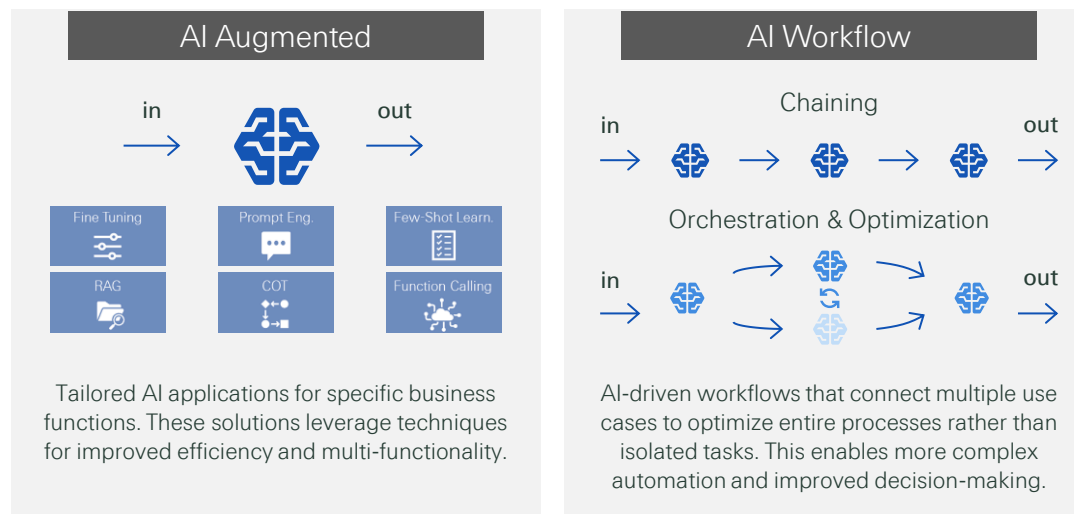 AI Augmented
in
out
Fine Tuning
Prompt Eng.
Few-Shot Learn.
RAG
COT
Function Calling
Tailored AI applications for specific business
functions. These solutions leverage techniques
for improved efficiency and multi-functionality.
AI Workflow
Chaining
in
out
Orchestration & Optimization
in
out
AI-driven workflows that connect multiple use
cases to optimize entire processes rather than
isolated tasks. This enables more complex
automation and improved decision-making.